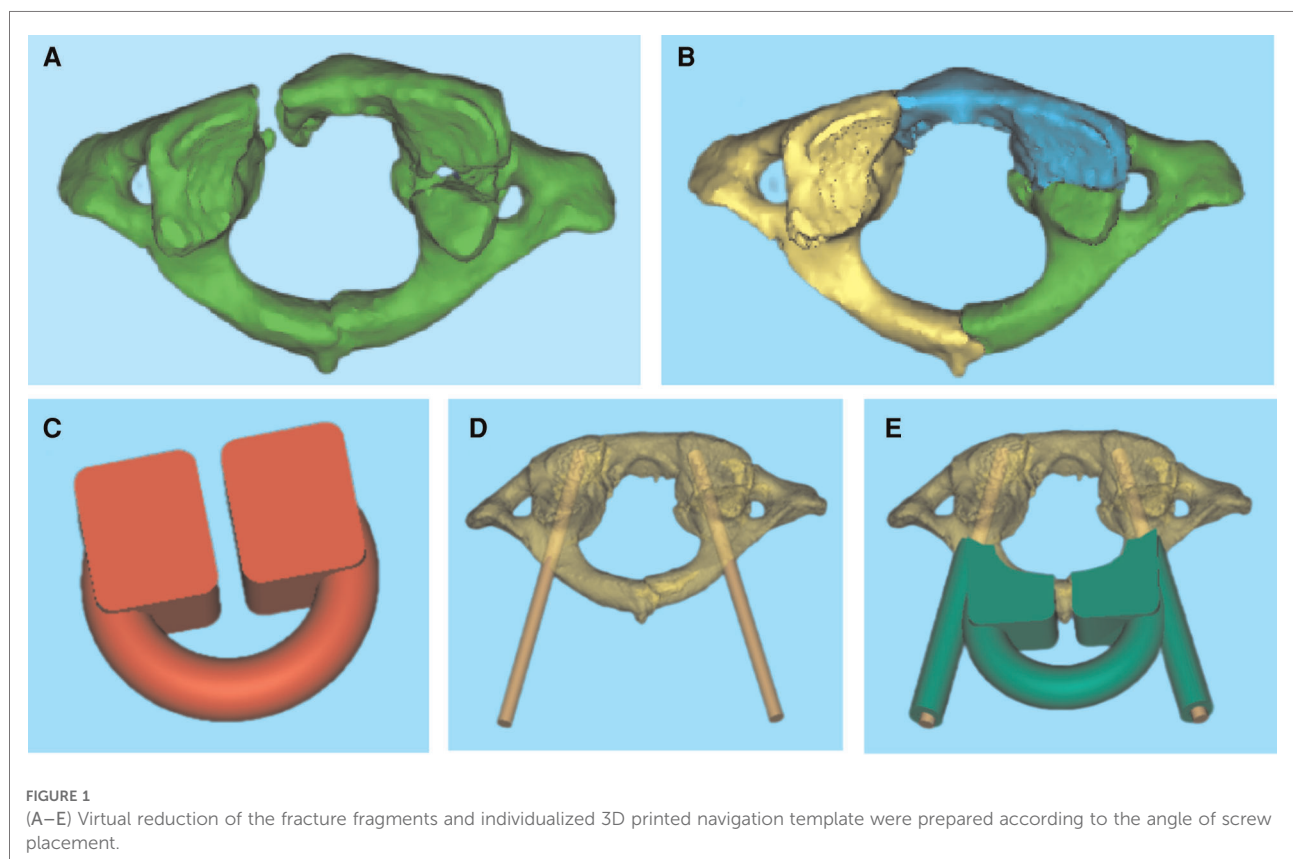 A
B
C
D
E
FIGURE 1
(A–E) Virtual reduction of the fracture fragments and individualized 3D printed navigation template were prepared according to the angle of screw
placement.